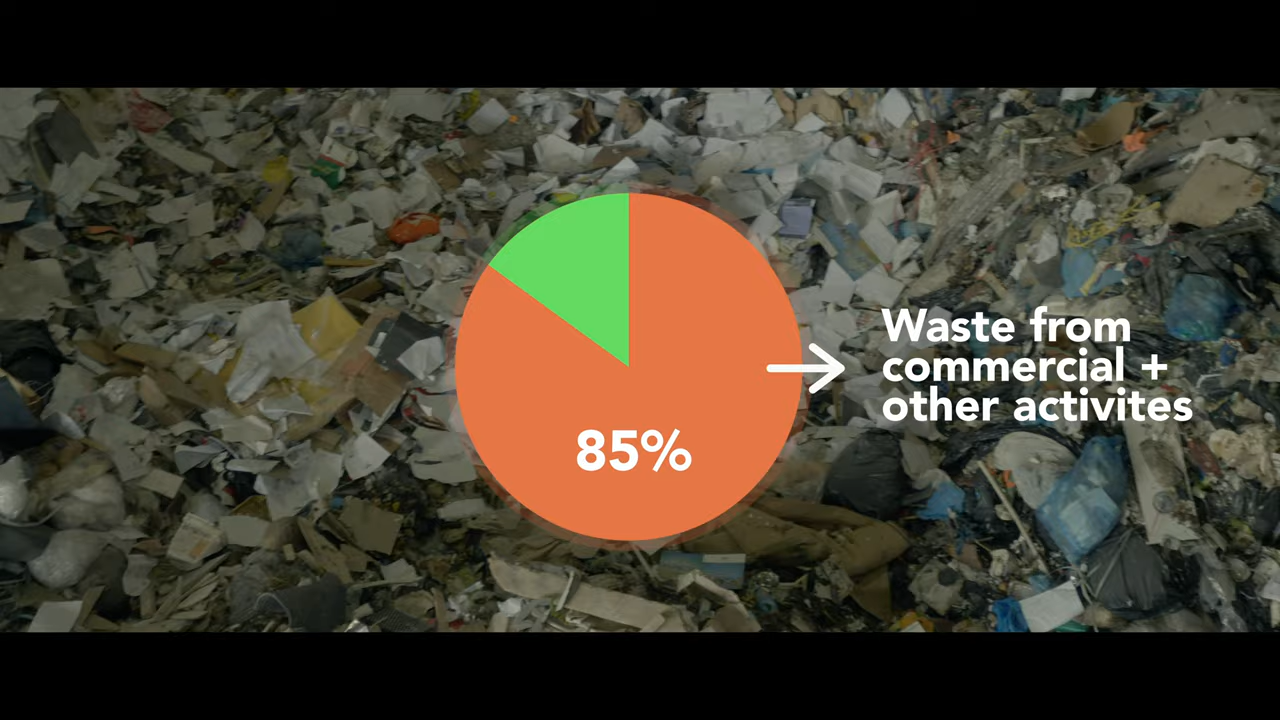 Waste from
commercial +
other activites
85%